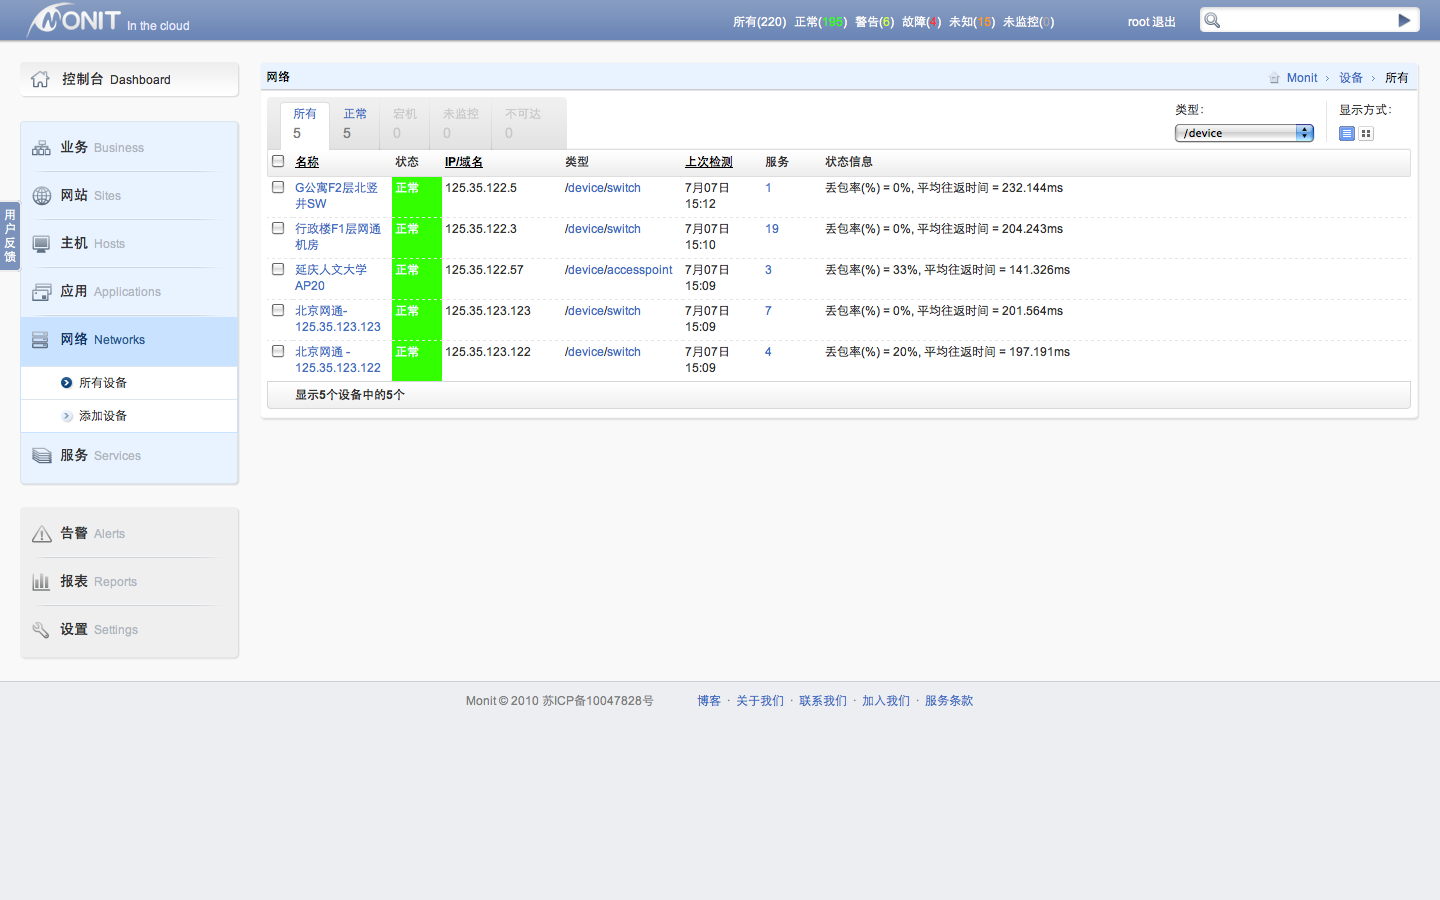 MONIT In the cloud
所有(220) 正常(195) 警告(6) 故障(4) 未知(15) 未监控(0)
root 退出
控制台 Dashboard
业务 Business
网站 Sites
主机 Hosts
应用 Applications
网络 Networks
所有设备
添加设备
服务 Services
告警 Alerts
报表 Reports
设置 Settings
用户反馈
网络
Monit › 设备 › 所有
所有 正常 宕机 未监控 不可达
5 5 0 0 0
类型:
/device
显示方式:
名称 状态 IP/域名 类型 上次检测 服务 状态信息
G公寓F2层北竖 正常 125.35.122.5 /device/switch 7月07日 1 丢包率(%) = 0%, 平均往返时间 = 232.144ms
井SW 15:12
行政楼F1层网通 正常 125.35.122.3 /device/switch 7月07日 19 丢包率(%) = 0%, 平均往返时间 = 204.243ms
机房 15:10
延庆人文大学 正常 125.35.122.57 /device/accesspoint 7月07日 3 丢包率(%) = 33%, 平均往返时间 = 141.326ms
AP20 15:09
北京网通- 正常 125.35.123.123 /device/switch 7月07日 7 丢包率(%) = 0%, 平均往返时间 = 201.564ms
125.35.123.123 15:09
北京网通 - 正常 125.35.123.122 /device/switch 7月07日 4 丢包率(%) = 20%, 平均往返时间 = 197.191ms
125.35.123.122 15:09
显示5个设备中的5个
Monit © 2010 苏ICP备10047828号
博客 · 关于我们 · 联系我们 · 加入我们 · 服务条款